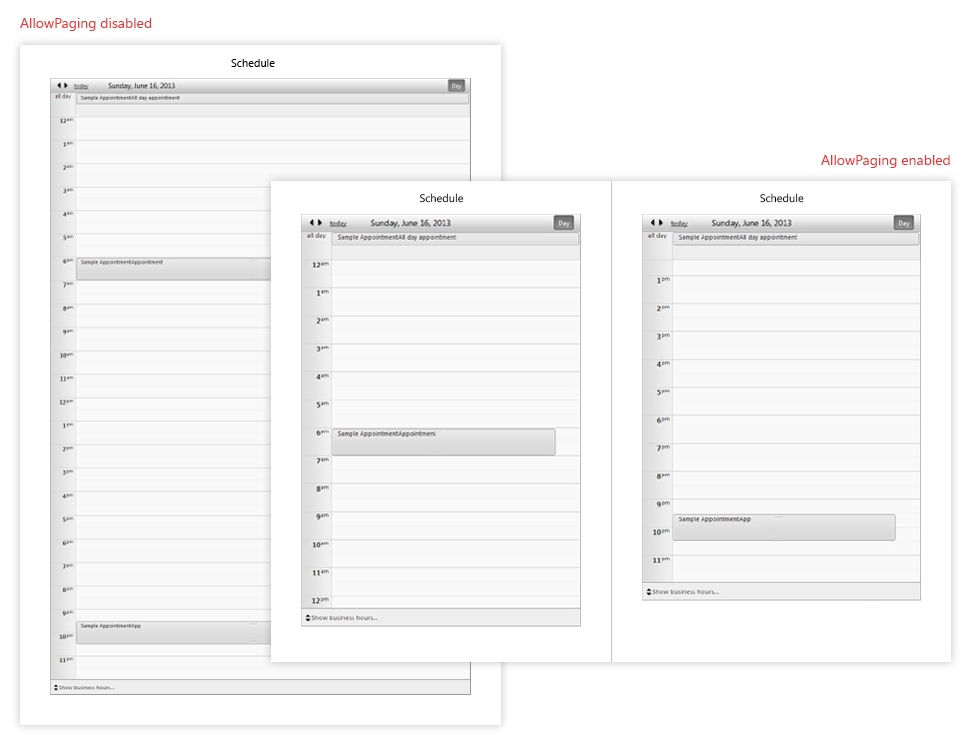 AllowPaging disabled
Schedule
today Sunday, June 16, 2013 Day
all day Sample AppointmentAll day appointment
12am
1am
2am
3am
4am
5am
6am Sample AppointmentAppointment
7am
8am
9am
10am
11am
12pm
1pm
2pm
3pm
4pm
5pm
6pm
7pm
8pm
9pm
10pm Sample AppointmentApp
11pm
Show business hours...
AllowPaging enabled
Schedule
today Sunday, June 16, 2013 Day
all day Sample AppointmentAll day appointment
12am
1am
2am
3am
4am
5am
6am Sample AppointmentAppointment
7am
8am
9am
10am
11am
12pm
Show business hours...
Schedule
today Sunday, June 16, 2013 Day
all day Sample AppointmentAll day appointment
1pm
2pm
3pm
4pm
5pm
6pm
7pm
8pm
9pm
Sample AppointmentApp
10pm
11pm
Show business hours...